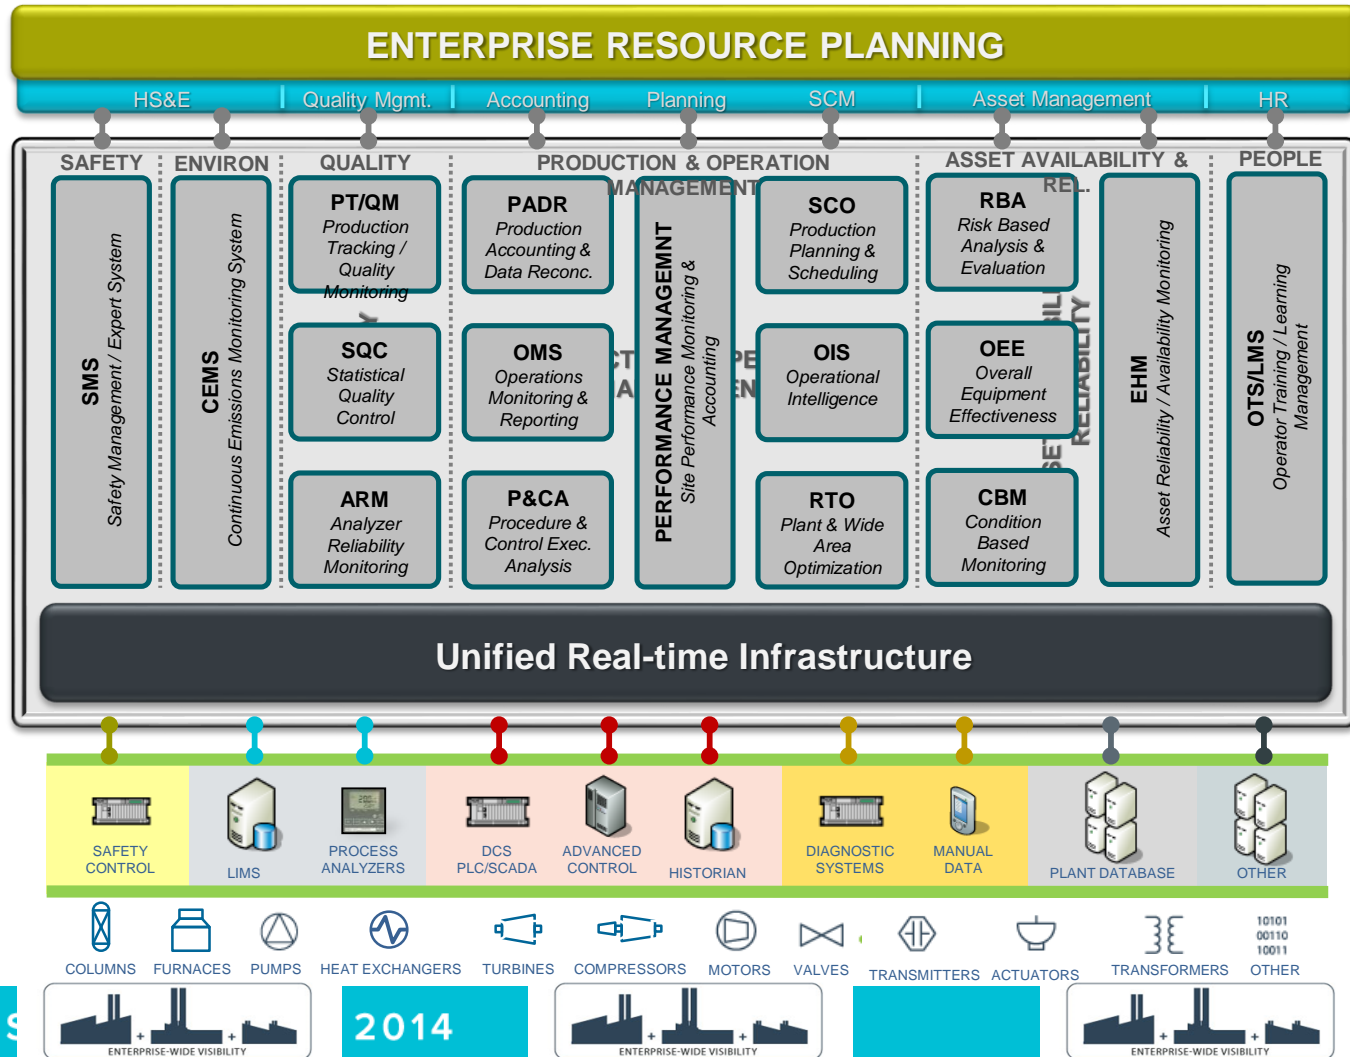 ENTERPRISE RESOURCE PLANNING
HS&E
Quality Mgmt.
Accounting
Planning
SCM
Asset Management
HR
SAFETY
ENVIRON
QUALITY
PRODUCTION & OPERATION
MANAGEMENT
ASSET AVAILABILITY &
REL.
PEOPLE
SMS
Safety Management / Expert System
CEMS
Continuous Emissions Monitoring System
PT/QM
Production
Tracking /
Quality
Monitoring
SQC
Statistical
Quality
Control
ARM
Analyzer
Reliability
Monitoring
PADR
Production
Accounting &
Data Reconc.
OMS
Operations
Monitoring &
Reporting
P&CA
Procedure &
Control Exec.
Analysis
PERFORMANCE MANAGEMNT
Site Performance Monitoring &
Accounting
SCO
Production
Planning &
Scheduling
OIS
Operational
Intelligence
RTO
Plant & Wide
Area
Optimization
RBA
Risk Based
Analysis &
Evaluation
OEE
Overall
Equipment
Effectiveness
CBM
Condition
Based
Monitoring
RELIABILITY
EHM
Asset Reliability / Availability Monitoring
OTS/LMS
Operator Training / Learning
Management
Unified Real-time Infrastructure
SAFETY
CONTROL
LIMS
PROCESS
ANALYZERS
DCS
PLC/SCADA
ADVANCED
CONTROL
HISTORIAN
DIAGNOSTIC
SYSTEMS
MANUAL
DATA
PLANT DATABASE
OTHER
10101
00110
10011
COLUMNS
FURNACES
PUMPS
HEAT EXCHANGERS
TURBINES
COMPRESSORS
MOTORS
VALVES
TRANSMITTERS
ACTUATORS
TRANSFORMERS
OTHER
S
+ +
ENTERPRISE-WIDE VISIBILITY
2014
+ +
ENTERPRISE-WIDE VISIBILITY
+ +
ENTERPRISE-WIDE VISIBILITY